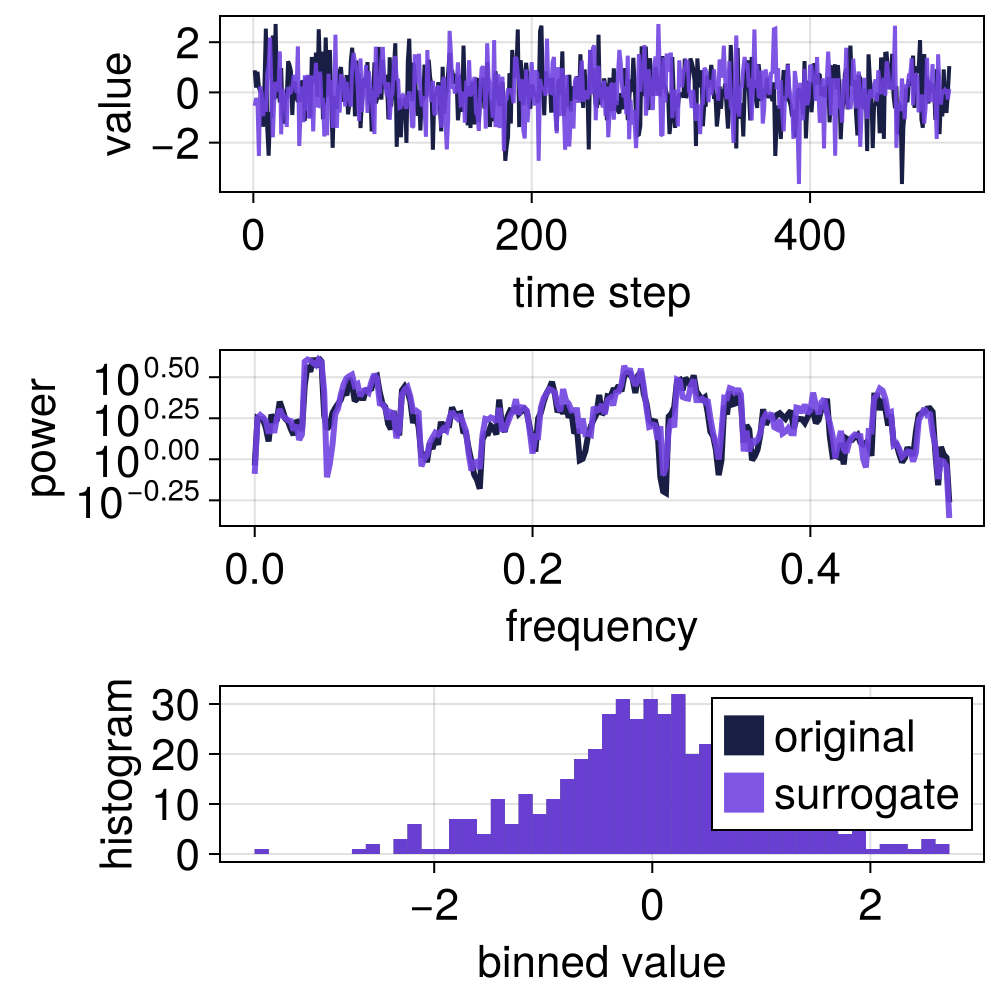 value
2
0
−2
0 200 400
time step
power
10^0.50
10^0.25
10^0.00
10^−0.25
0.0 0.2 0.4
frequency
histogram
30
20
10
0
original
surrogate
−2 0 2
binned value